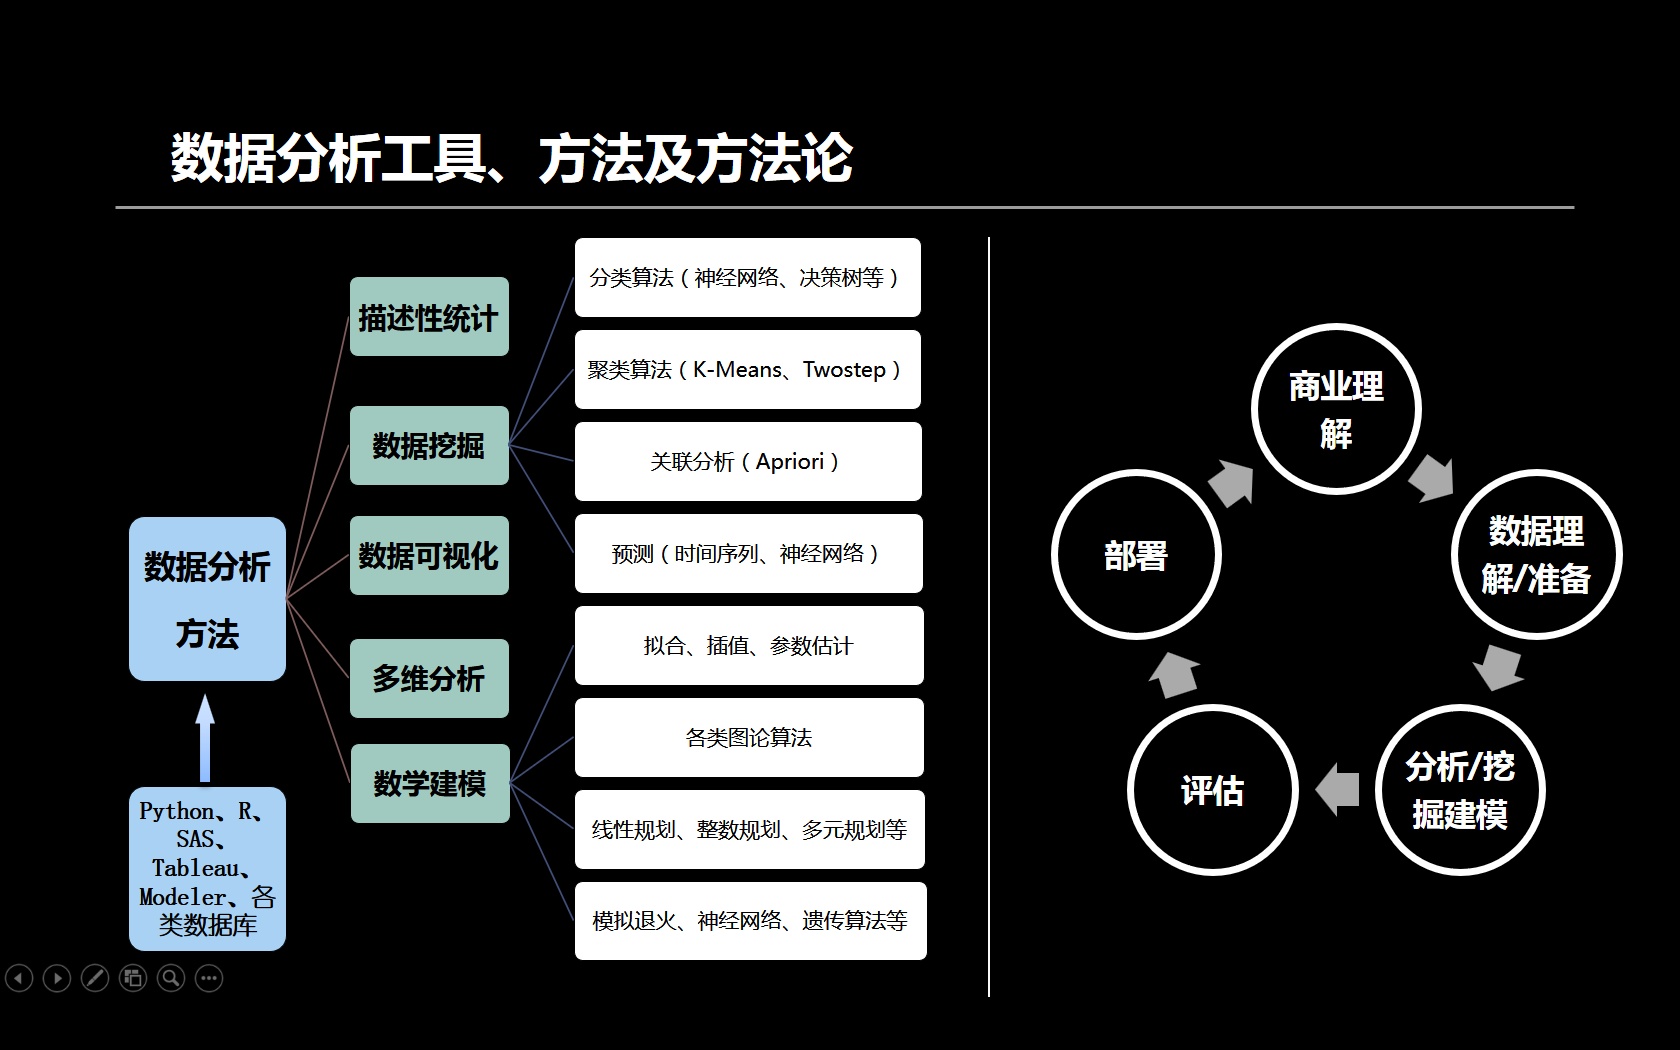 数据分析工具、方法及方法论
数据分析
方法
Python、R、
SAS、
Tableau、
Modeler、各
类数据库
描述性统计
数据挖掘
数据可视化
多维分析
数学建模
分类算法（神经网络、决策树等）
聚类算法（K-Means、Twostep）
关联分析（Apriori）
预测（时间序列、神经网络）
拟合、插值、参数估计
各类图论算法
线性规划、整数规划、多元规划等
模拟退火、神经网络、遗传算法等
商业理
解
数据理
解/准备
分析/挖
掘建模
评估
部署